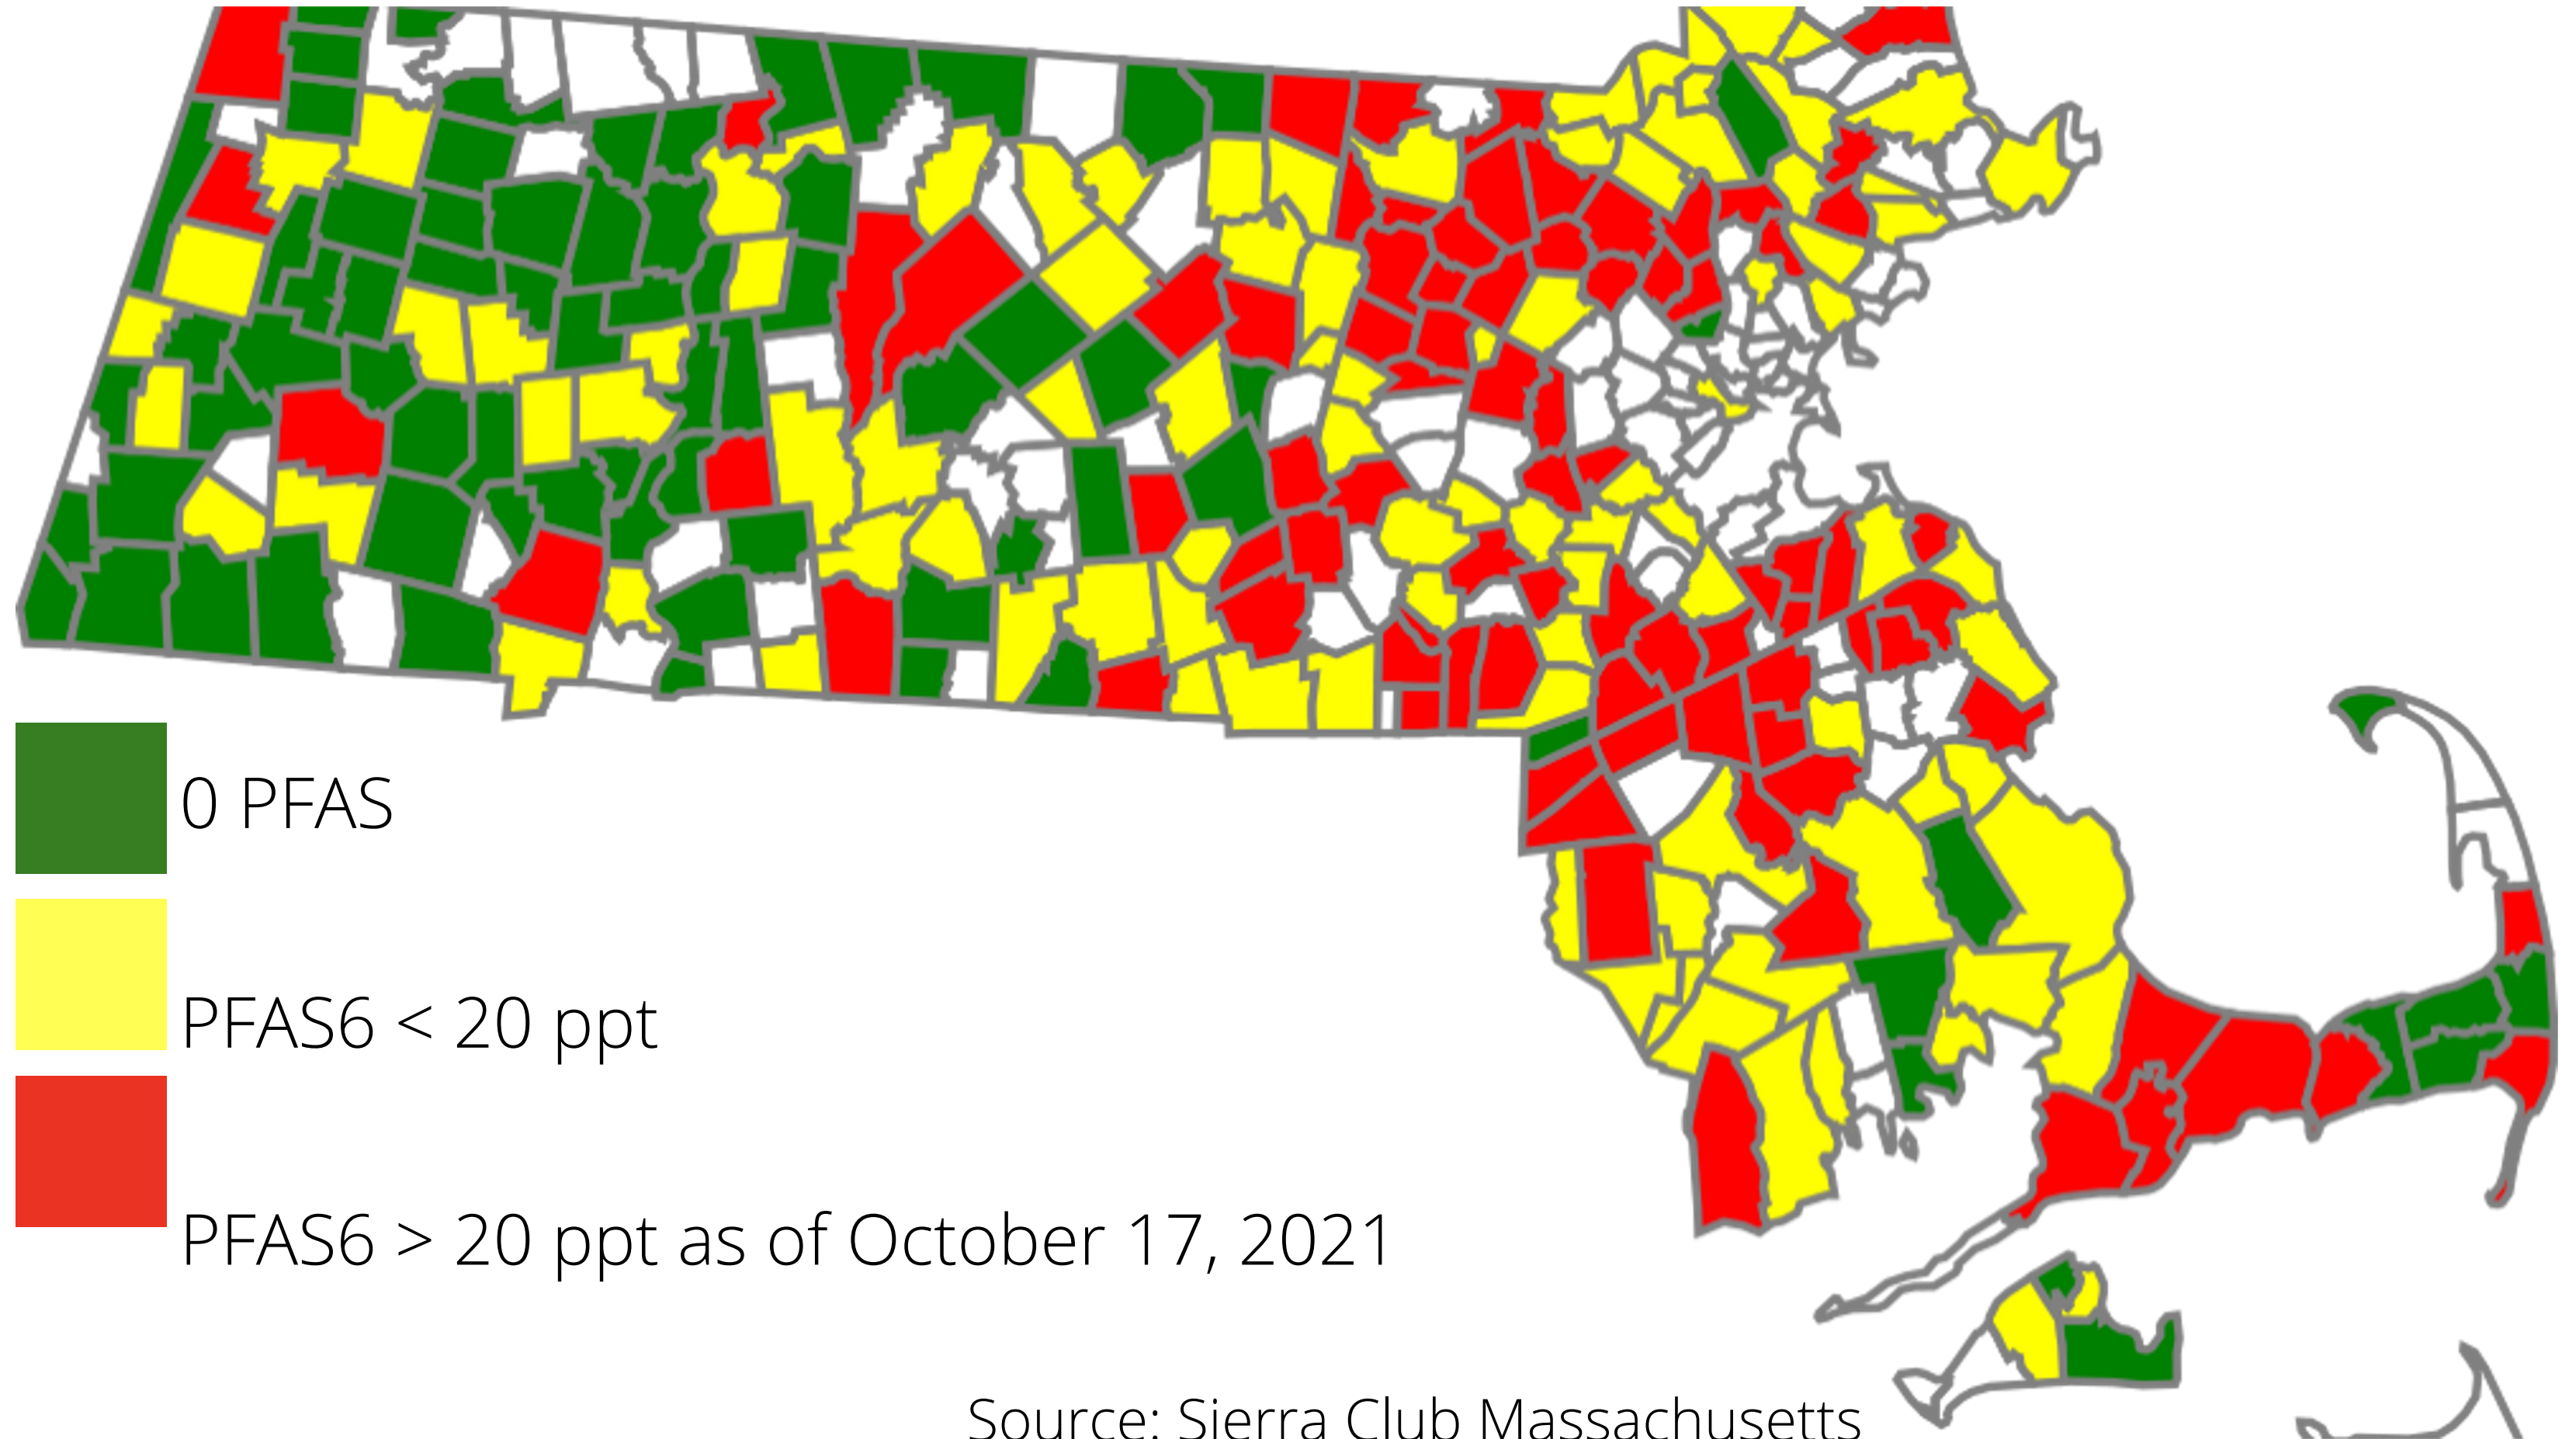 0 PFAS
PFAS6 < 20 ppt
PFAS6 > 20 ppt as of October 17, 2021
Source: Sierra Club Massachusetts